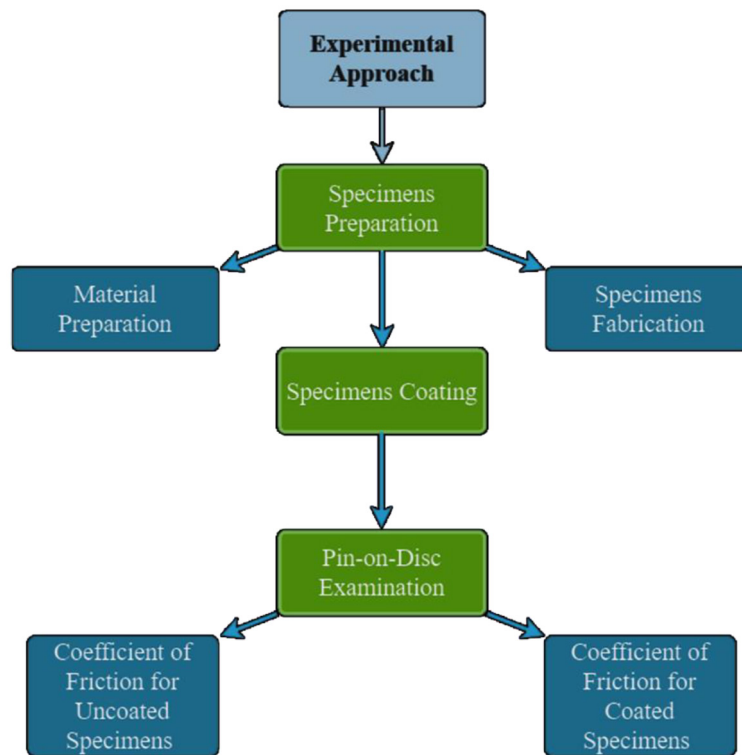 Experimental
Approach
Specimens
Preparation
Material
Preparation
Specimens
Fabrication
Specimens Coating
Pin-on-Disc
Examination
Coefficient of
Friction for
Uncoated
Specimens
Coefficient of
Friction for
Coated
Specimens